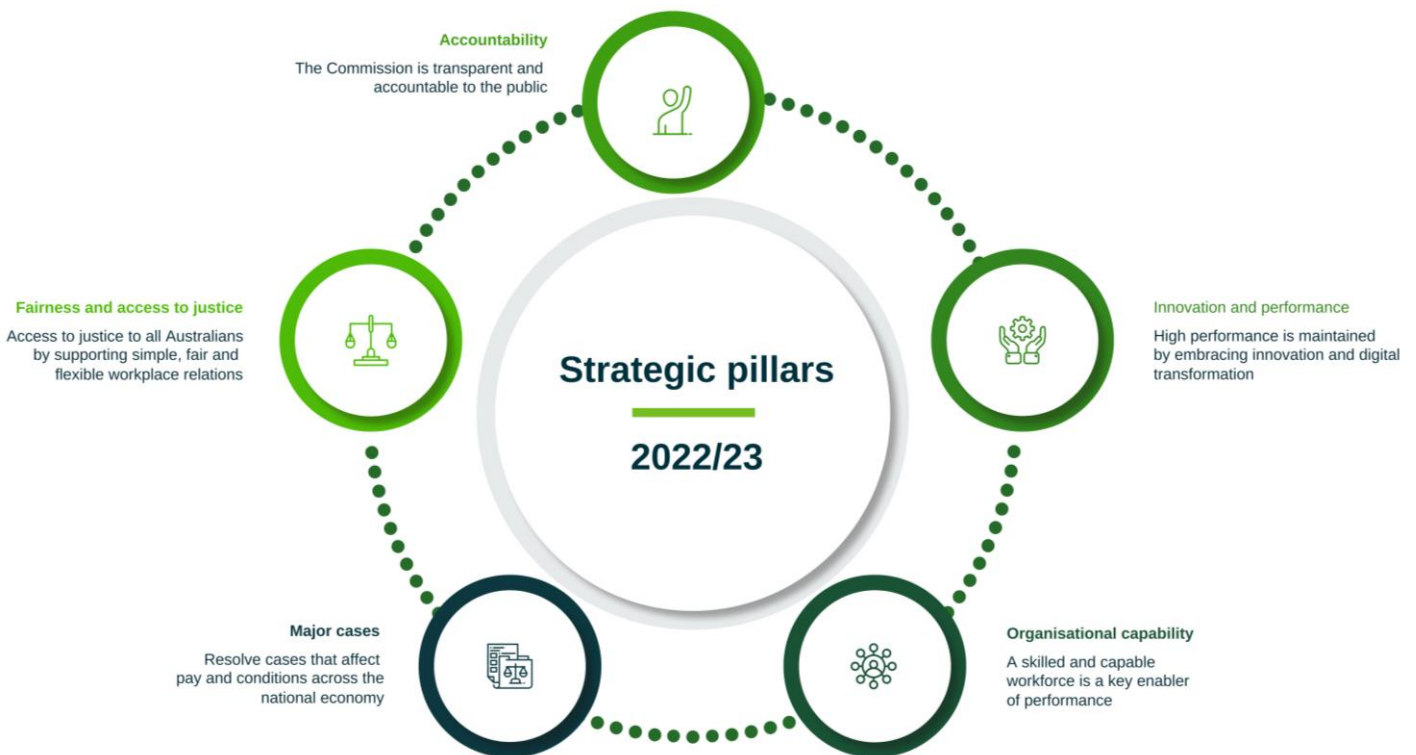 Accountability
The Commission is transparent and
accountable to the public
Fairness and access to justice
Access to justice to all Australians
by supporting simple, fair and
flexible workplace relations
Strategic pillars
2022/23
Innovation and performance
High performance is maintained
by embracing innovation and digital
transformation
Major cases
Resolve cases that affect
pay and conditions across the
national economy
Organisational capability
A skilled and capable
workforce is a key enabler
of performance